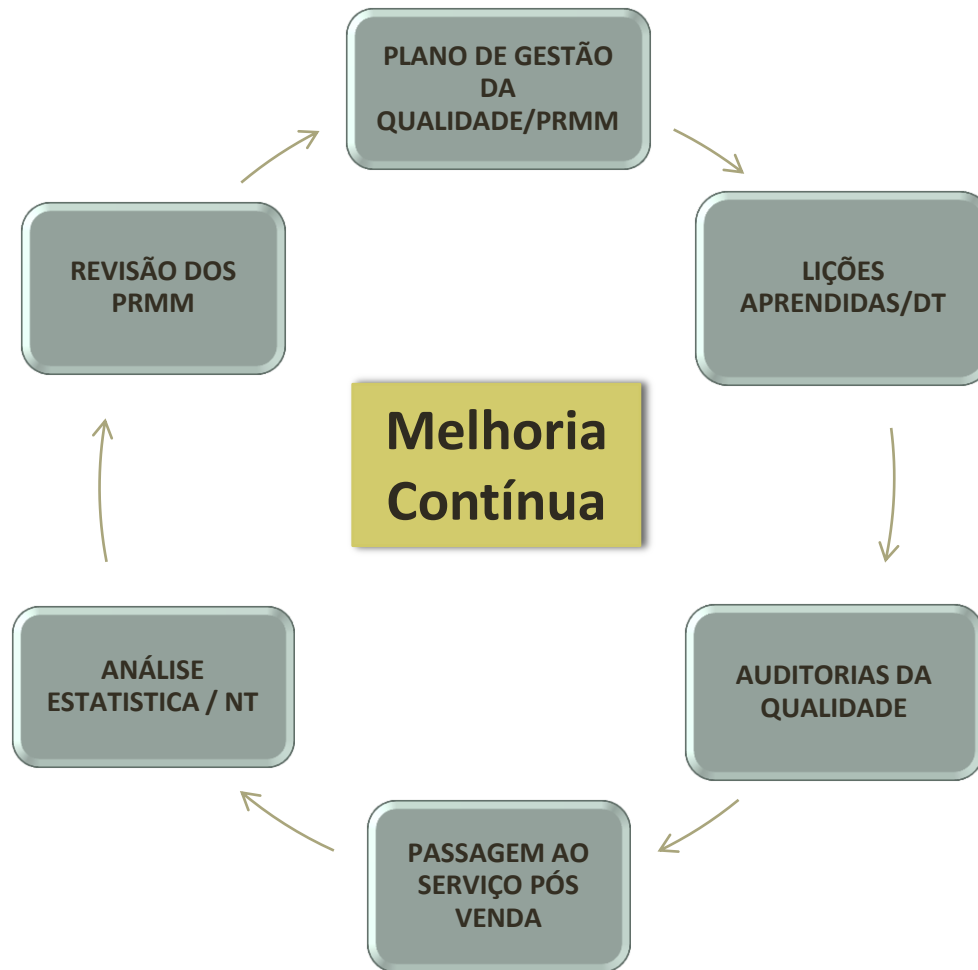 PLANO DE GESTÃO
DA
QUALIDADE/PRMM
LIÇÕES
APRENDIDAS/DT
AUDITORIAS DA
QUALIDADE
PASSAGEM AO
SERVIÇO PÓS
VENDA
ANÁLISE
ESTATISTICA / NT
REVISÃO DOS
PRMM
Melhoria
Contínua